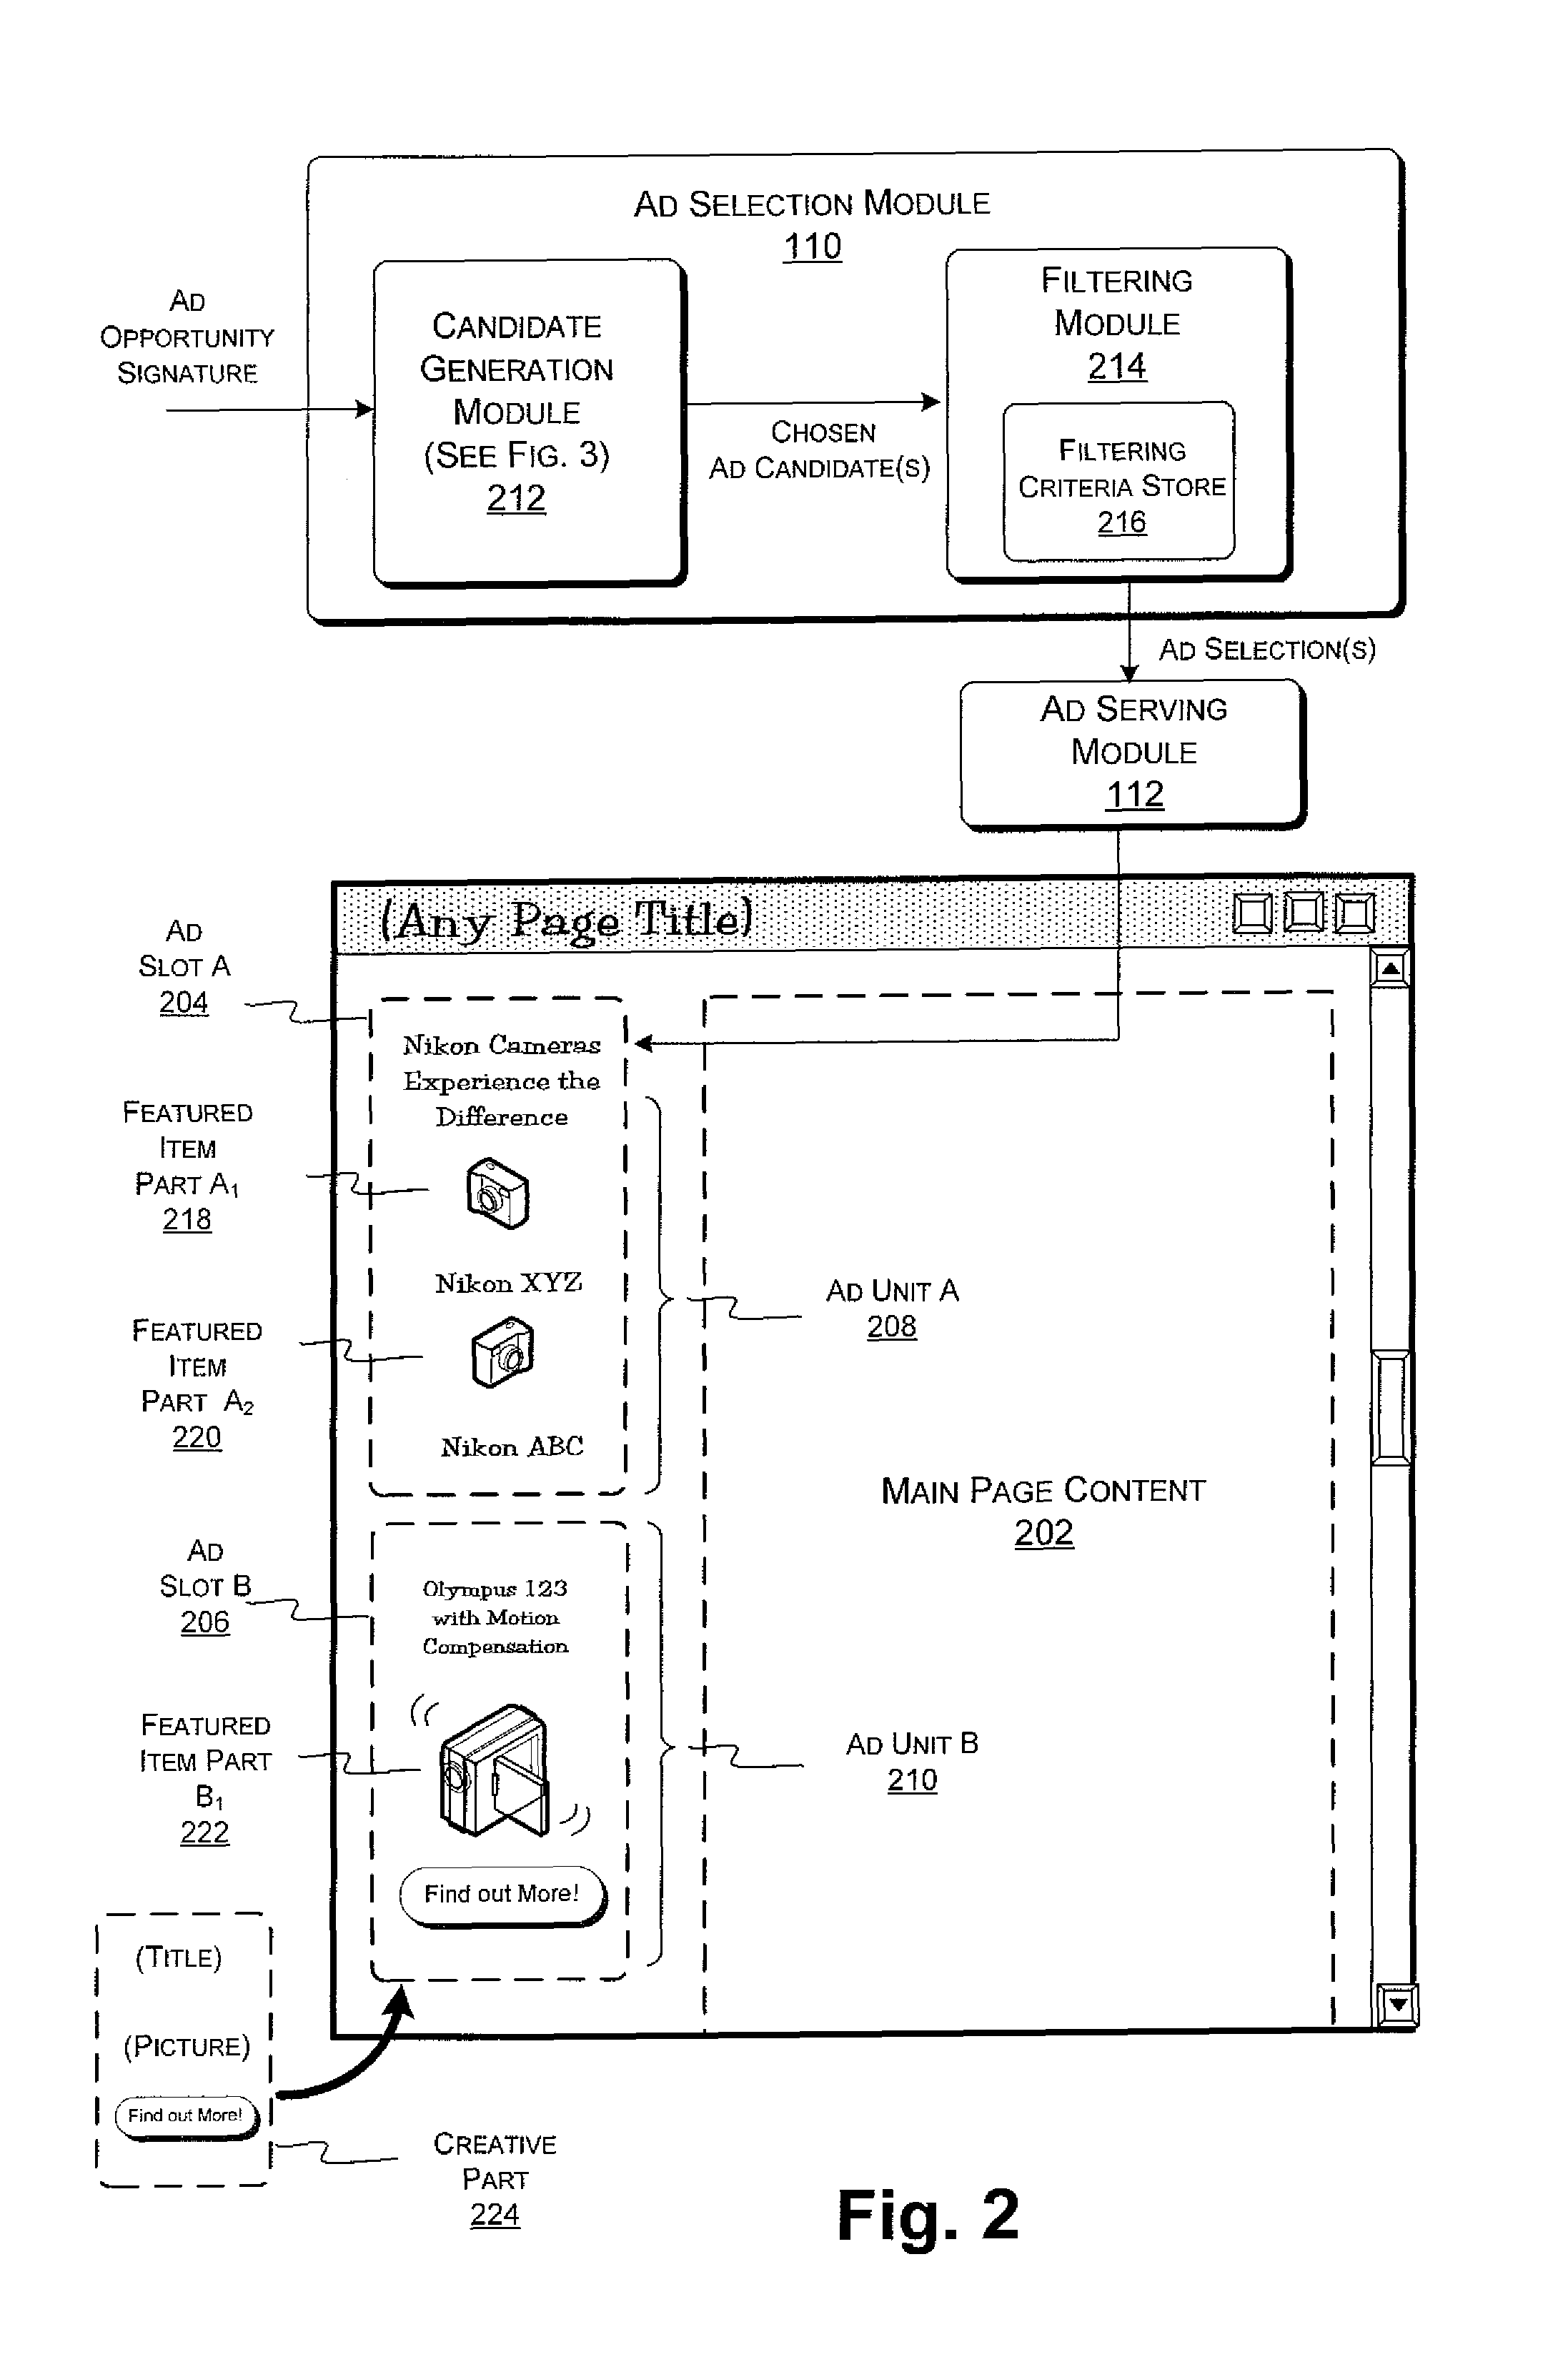 AD SELECTION MODULE
110
AD
OPPORTUNITY
SIGNATURE
CANDIDATE
GENERATION
MODULE
(SEE FIG. 3)
212
CHOSEN
AD CANDIDATE(S)
FILTERING
MODULE
214
FILTERING
CRITERIA STORE
216
AD SELECTION(S)
AD SERVING
MODULE
112
(Any Page Title)
AD
SLOT A
204
Nikon Cameras
Experience the
Difference
FEATURED
ITEM
PART A1
218
Nikon XYZ
AD UNIT A
208
FEATURED
ITEM
PART A2
220
Nikon ABC
MAIN PAGE CONTENT
202
AD
SLOT B
206
Olympus 123
with Motion
Compensation
FEATURED
ITEM PART
B1
222
AD UNIT B
210
Find out More!
(TITLE)
(PICTURE)
Find out More!
CREATIVE
PART
224
Fig. 2